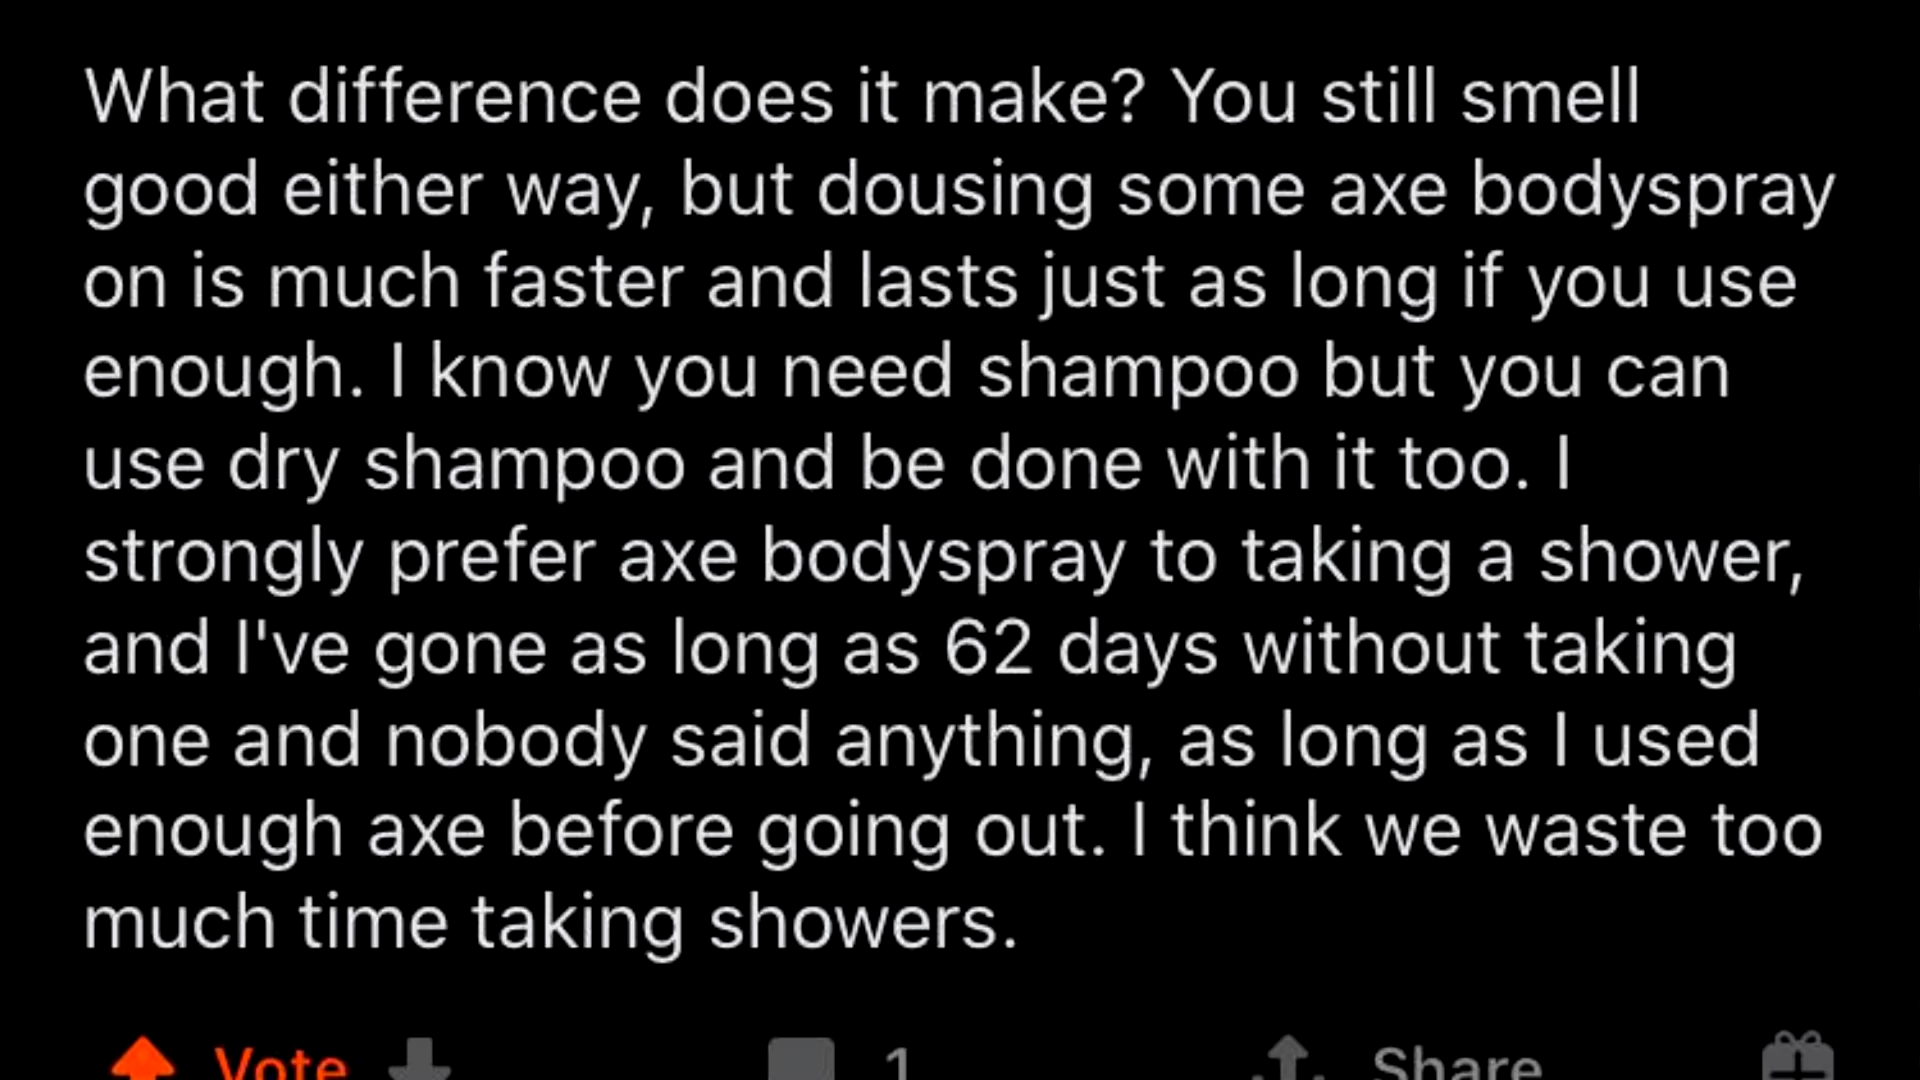 What difference does it make? You still smell
good either way, but dousing some axe bodyspray
on is much faster and lasts just as long if you use
enough. I know you need shampoo but you can
use dry shampoo and be done with it too. I
strongly prefer axe bodyspray to taking a shower,
and I've gone as long as 62 days without taking
one and nobody said anything, as long as I used
enough axe before going out. I think we waste too
much time taking showers.
Vote 1 Share